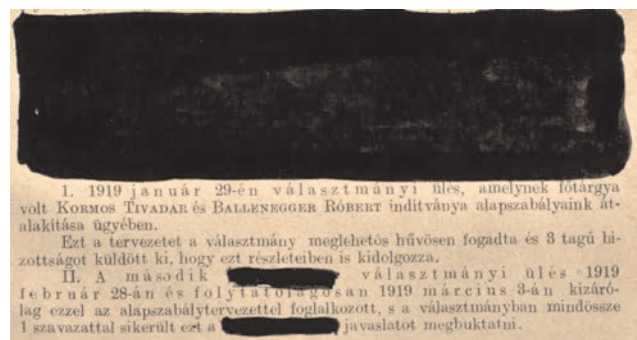 1. 1919 január 29-én választmányi ülés, amelynek főtárgya
volt KORMOS TIVADAR és BALLENEGGER RÓBERT indítványa alapszabályaink át-
alakítása ügyében.
Ezt a tervezetet a választmány meglehetős hűvösen fogadta és 3 tagú bi-
zottságot küldött ki, hogy ezt részleteiben is kidolgozza.
II. A második választmányi ülés 1919
február 28-án és folytatólagosan 1919 március 3-án kizáró-
lag ezzel az alapszabálytervezettel foglalkozott, s a választmányban mindössze
1 szavazattal sikerült ezt a javaslatot megbuktatni.